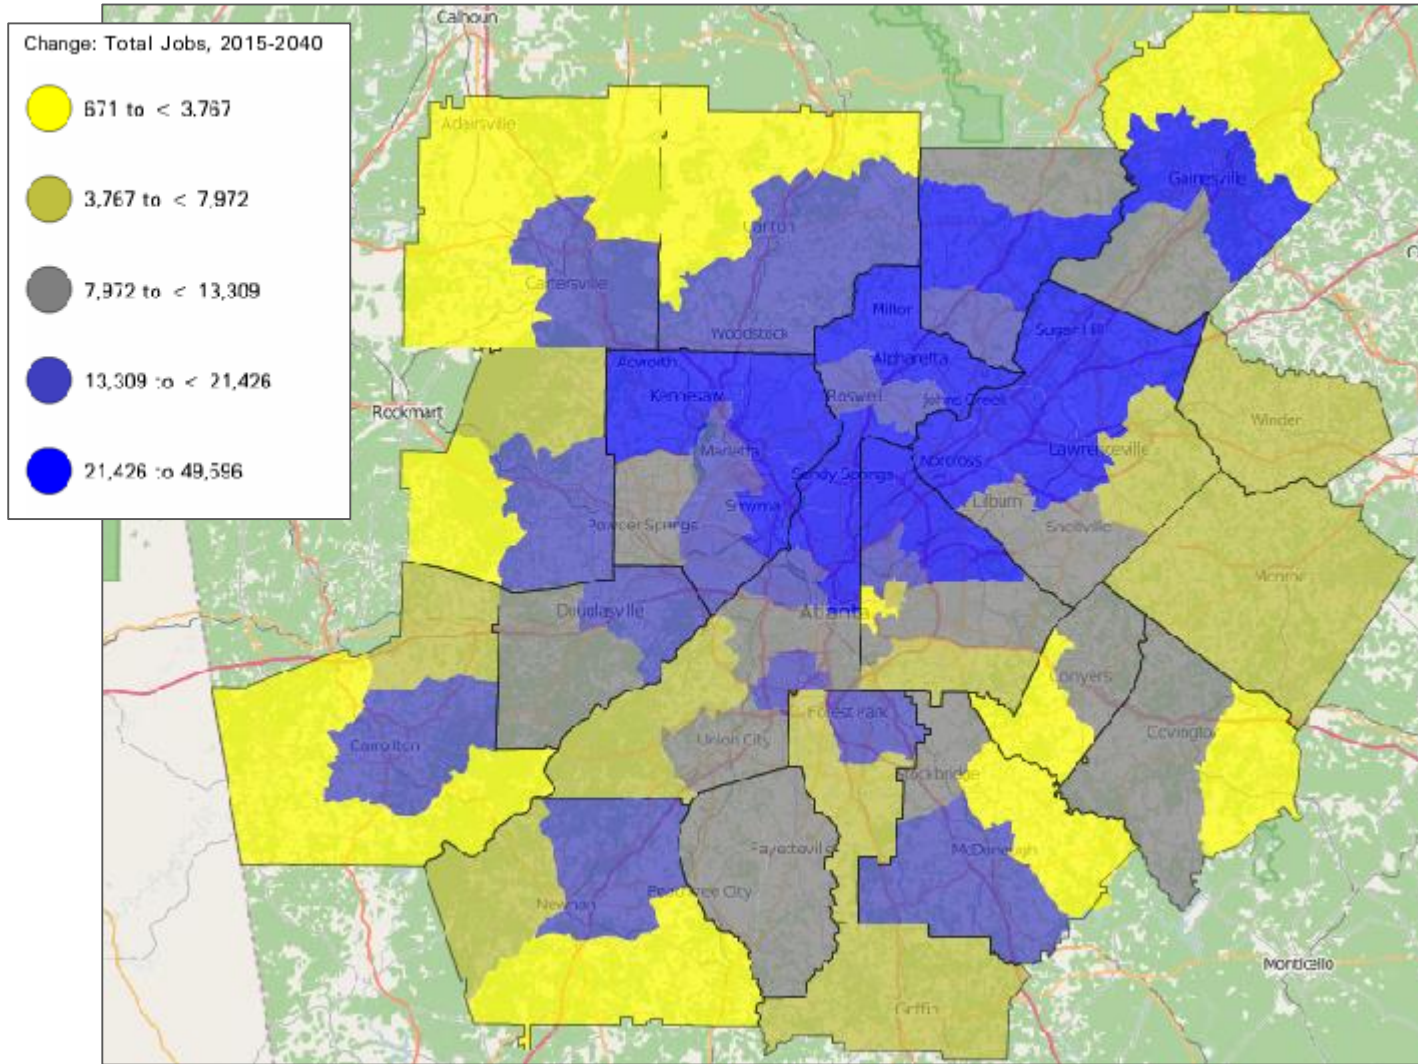 Change: Total Jobs, 2015-2040
671 to < 3.767
3,767 to < 7,972
7,972 to < 13,309
13,309 to < 21,426
21,426 to 49,596
Calhoun
Adairsville
Gainesville
Canton
Cartersville
Milton
Woodstock
Sugar Hill
Acworth
Alpharetta
Kennesaw
Roswell
Johns Creek
Rockmart
Winder
Marietta
Lawrenceville
Sandy Springs
Norcross
Smyrna
Lilburn
Powder Springs
Snellville
Monroe
Douglasville
Atlanta
Conyers
Forest Park
Carrollton
Union City
Covington
Stockbridge
Fayetteville
McDonough
Peachtree City
Newnan
Monticello
Griffin